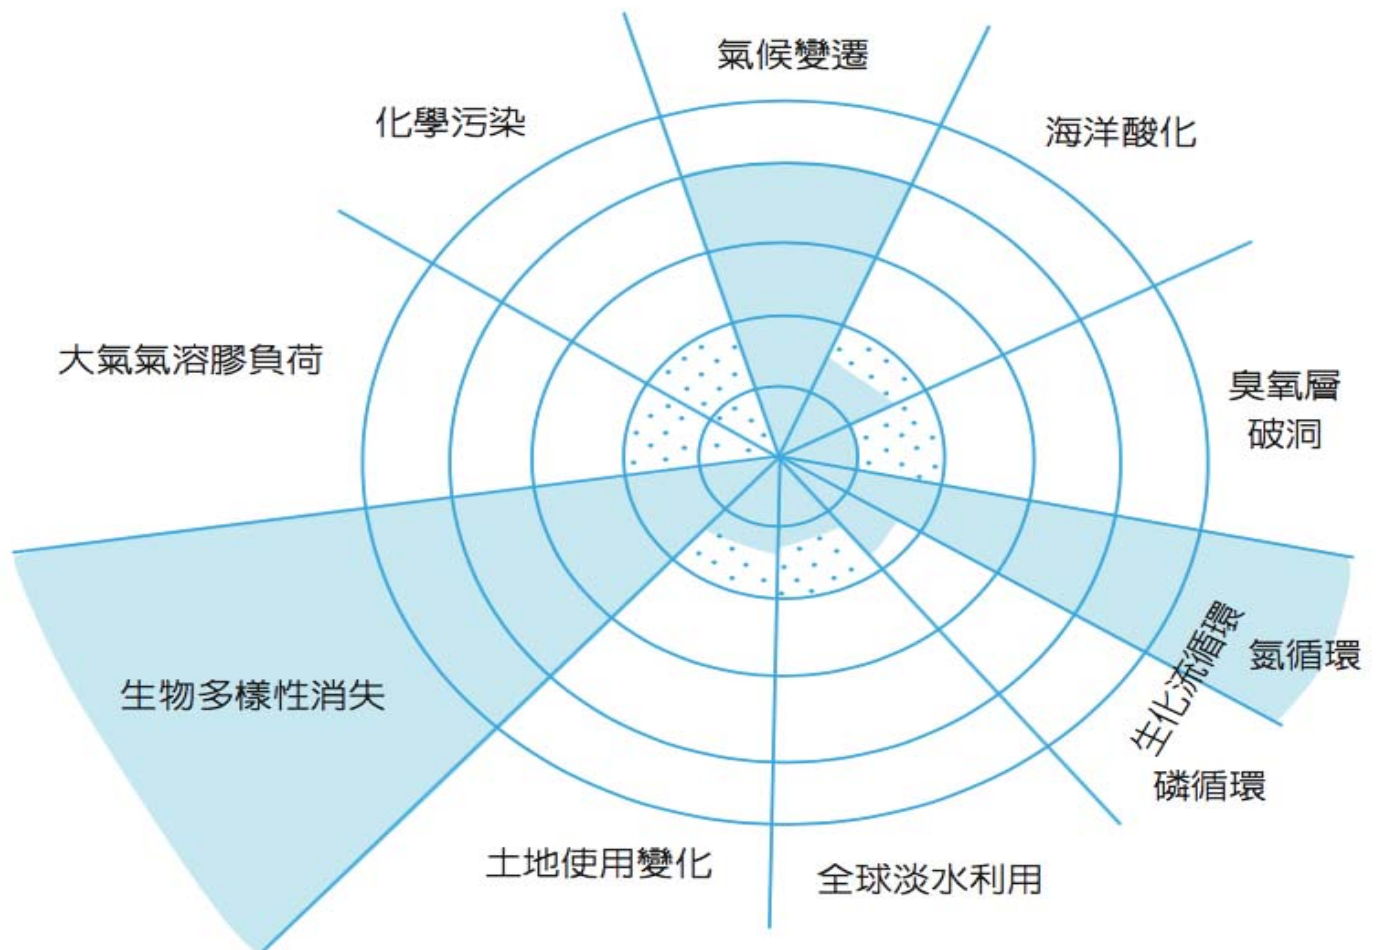 氣候變遷
海洋酸化
臭氧層
破洞
氮循環
生化流循環
磷循環
全球淡水利用
土地使用變化
生物多樣性消失
大氣氣溶膠負荷
化學污染